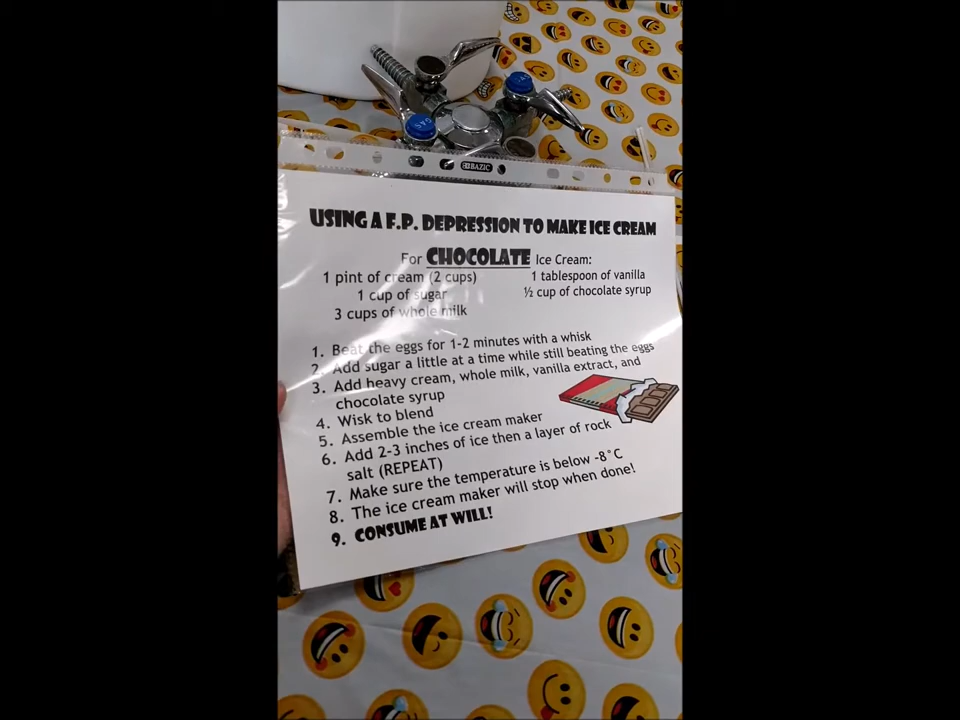 GAS
BAZIC
USING A F.P. DEPRESSION TO MAKE ICE CREAM
For CHOCOLATE Ice Cream:
1 pint of cream (2 cups)
1 cup of sugar
3 cups of whole milk
1 tablespoon of vanilla
½ cup of chocolate syrup
1. Beat the eggs for 1-2 minutes with a whisk
2. Add sugar a little at a time while still beating the eggs
3. Add heavy cream, whole milk, vanilla extract, and
chocolate syrup
4. Wisk to blend
5. Assemble the ice cream maker
6. Add 2-3 inches of ice then a layer of rock
salt (REPEAT)
7. Make sure the temperature is below -8°C
8. The ice cream maker will stop when done!
9. CONSUME AT WILL!